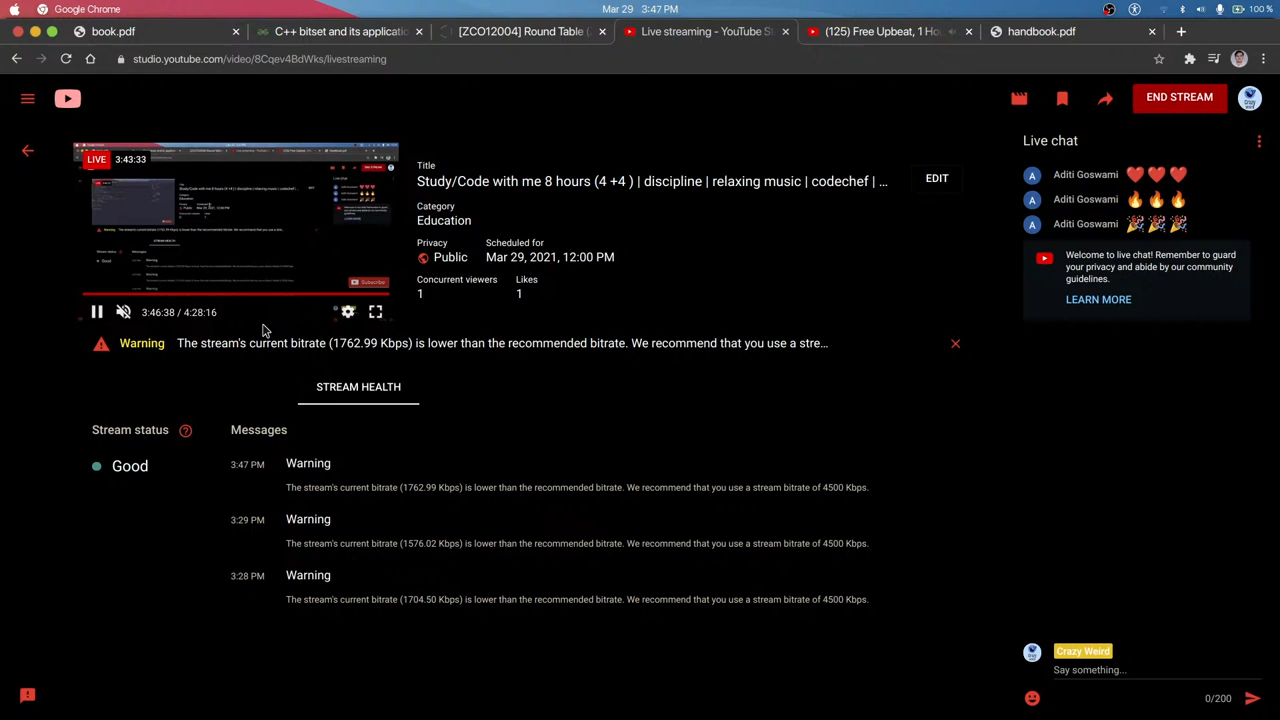 Google Chrome
Mar 29 3:47 PM
100 %
book.pdf
C++ bitset and its applicatio
[ZCO12004] Round Table (
Live streaming - YouTube S
(125) Free Upbeat, 1 Ho
handbook.pdf
studio.youtube.com/video/8Cqev4BdWks/livestreaming
END STREAM
LIVE 3:43:33
Subscribe
3:46:38 / 4:28:16
Title
Study/Code with me 8 hours (4 +4 ) | discipline | relaxing music | codechef | ...
EDIT
Category
Education
Privacy
Public
Scheduled for
Mar 29, 2021, 12:00 PM
Concurrent viewers
1
Likes
1
Warning The stream's current bitrate (1762.99 Kbps) is lower than the recommended bitrate. We recommend that you use a stre...
STREAM HEALTH
Stream status
Good
Messages
3:47 PM Warning
The stream's current bitrate (1762.99 Kbps) is lower than the recommended bitrate. We recommend that you use a stream bitrate of 4500 Kbps.
3:29 PM Warning
The stream's current bitrate (1576.02 Kbps) is lower than the recommended bitrate. We recommend that you use a stream bitrate of 4500 Kbps.
3:28 PM Warning
The stream's current bitrate (1704.50 Kbps) is lower than the recommended bitrate. We recommend that you use a stream bitrate of 4500 Kbps.
Live chat
A Aditi Goswami ❤️❤️❤️
A Aditi Goswami 🔥🔥🔥
A Aditi Goswami 🎉🎉🎉
Welcome to live chat! Remember to guard
your privacy and abide by our community
guidelines.
LEARN MORE
Crazy Weird
Say something...
0/200